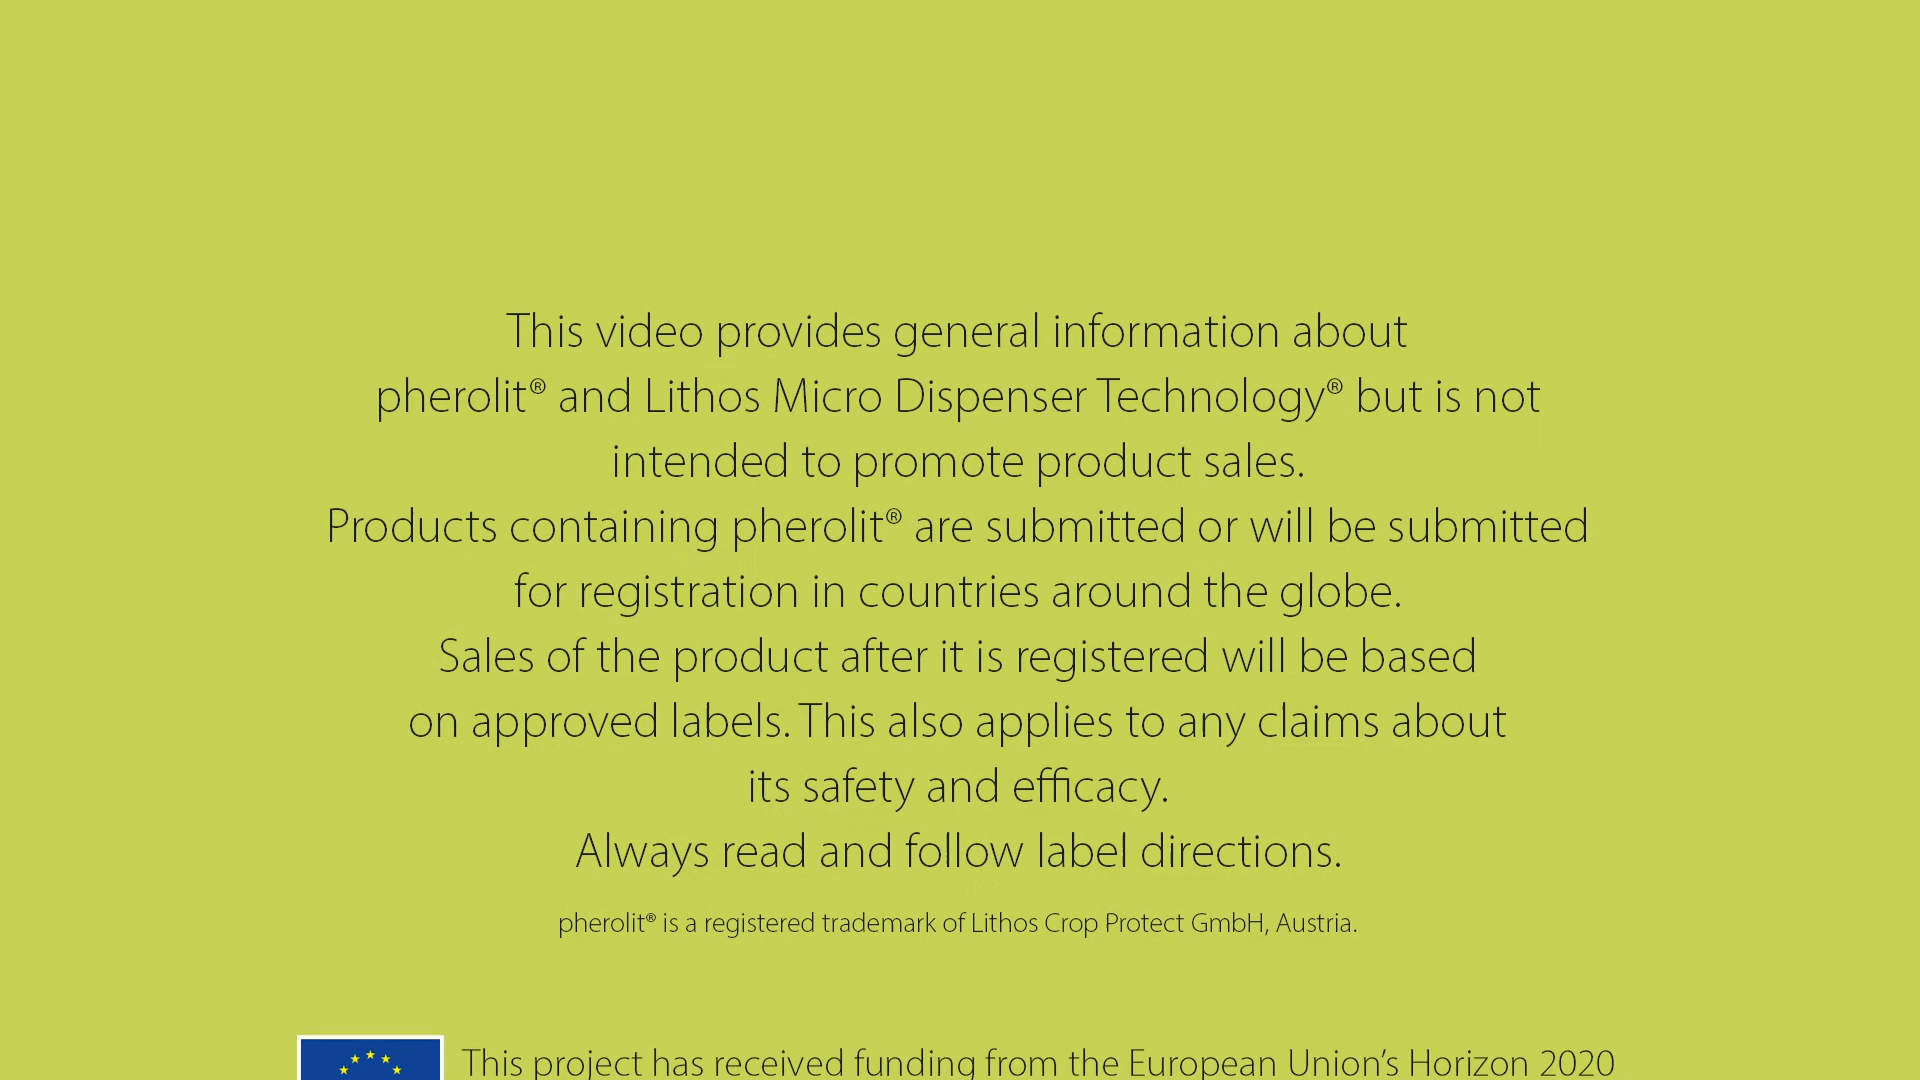 This video provides general information about
pherolit® and Lithos Micro Dispenser Technology® but is not
intended to promote product sales.
Products containing pherolit® are submitted or will be submitted
for registration in countries around the globe.
Sales of the product after it is registered will be based
on approved labels. This also applies to any claims about
its safety and efficacy.
Always read and follow label directions.
pherolit® is a registered trademark of Lithos Crop Protect GmbH, Austria.
This project has received funding from the European Union’s Horizon 2020